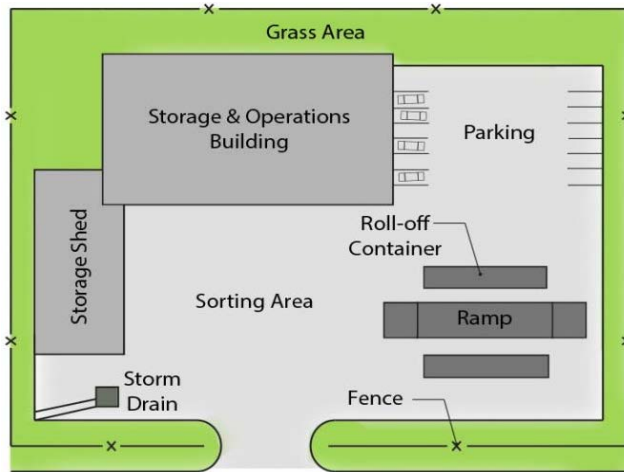 Grass Area
Storage & Operations
Building
Parking
Storage Shed
Roll-off
Container
Sorting Area
Ramp
Storm
Drain
Fence